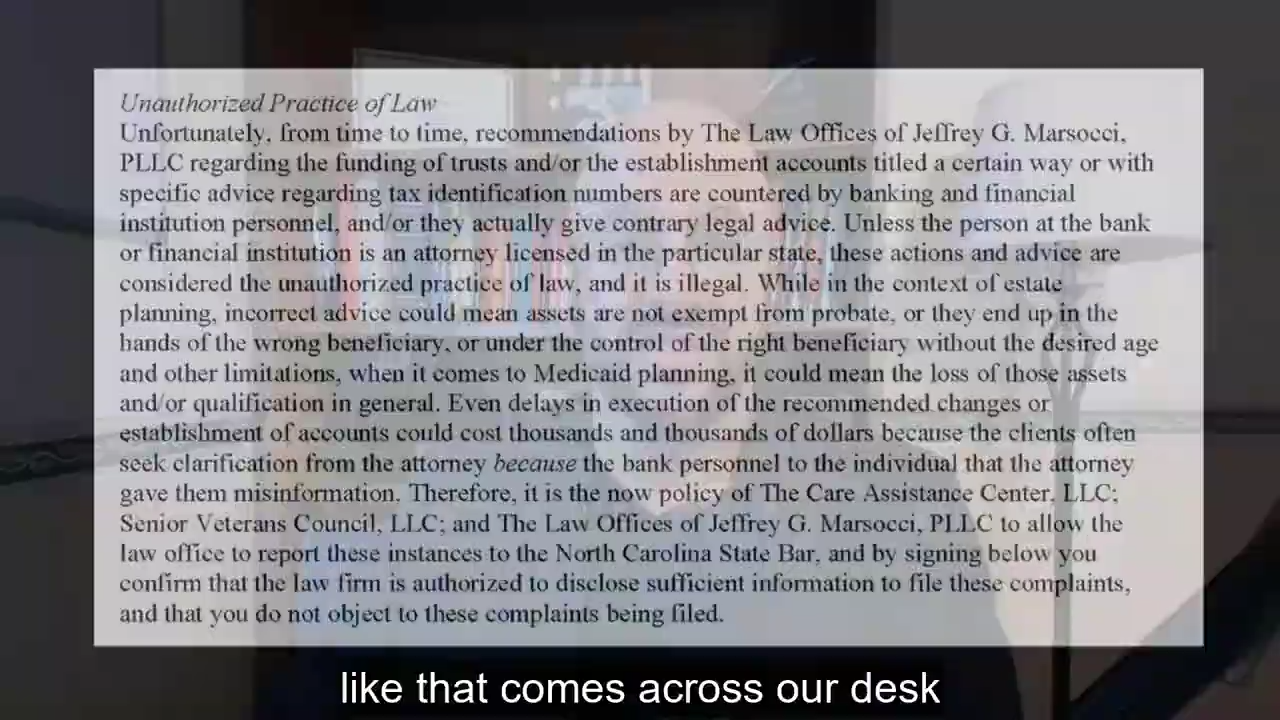 Unauthorized Practice of Law
Unfortunately, from time to time, recommendations by The Law Offices of Jeffrey G. Marsocci,
PLLC regarding the funding of trusts and/or the establishment accounts titled a certain way or with
specific advice regarding tax identification numbers are countered by banking and financial
institution personnel, and/or they actually give contrary legal advice. Unless the person at the bank
or financial institution is an attorney licensed in the particular state, these actions and advice are
considered the unauthorized practice of law, and it is illegal. While in the context of estate
planning, incorrect advice could mean assets are not exempt from probate, or they end up in the
hands of the wrong beneficiary, or under the control of the right beneficiary without the desired age
and other limitations, when it comes to Medicaid planning, it could mean the loss of those assets
and/or qualification in general. Even delays in execution of the recommended changes or
establishment of accounts could cost thousands and thousands of dollars because the clients often
seek clarification from the attorney because the bank personnel to the individual that the attorney
gave them misinformation. Therefore, it is the now policy of The Care Assistance Center, LLC;
Senior Veterans Council, LLC; and The Law Offices of Jeffrey G. Marsocci, PLLC to allow the
law office to report these instances to the North Carolina State Bar, and by signing below you
confirm that the law firm is authorized to disclose sufficient information to file these complaints,
and that you do not object to these complaints being filed.
like that comes across our desk